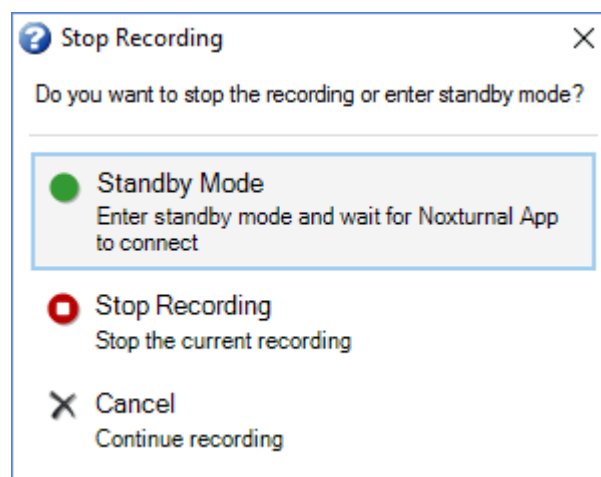 Stop Recording
Do you want to stop the recording or enter standby mode?
Standby Mode
Enter standby mode and wait for Noxturnal App
to connect
Stop Recording
Stop the current recording
Cancel
Continue recording